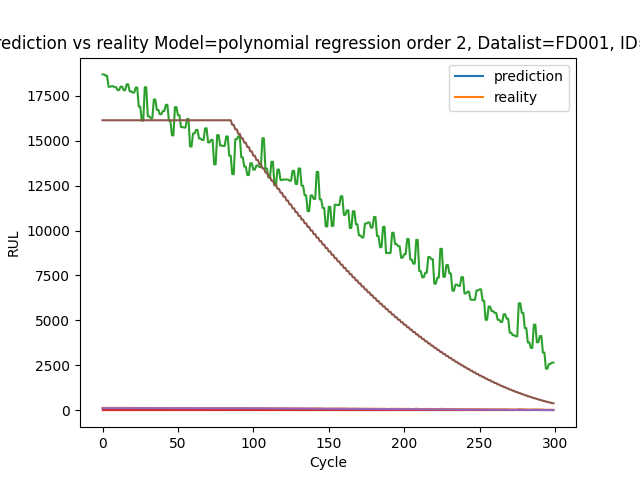 rediction vs reality Model=polynomial regression order 2, Datalist=FD001, ID=
prediction
reality
17500
15000
12500
10000
7500
5000
2500
0
RUL
0 50 100 150 200 250 300
Cycle